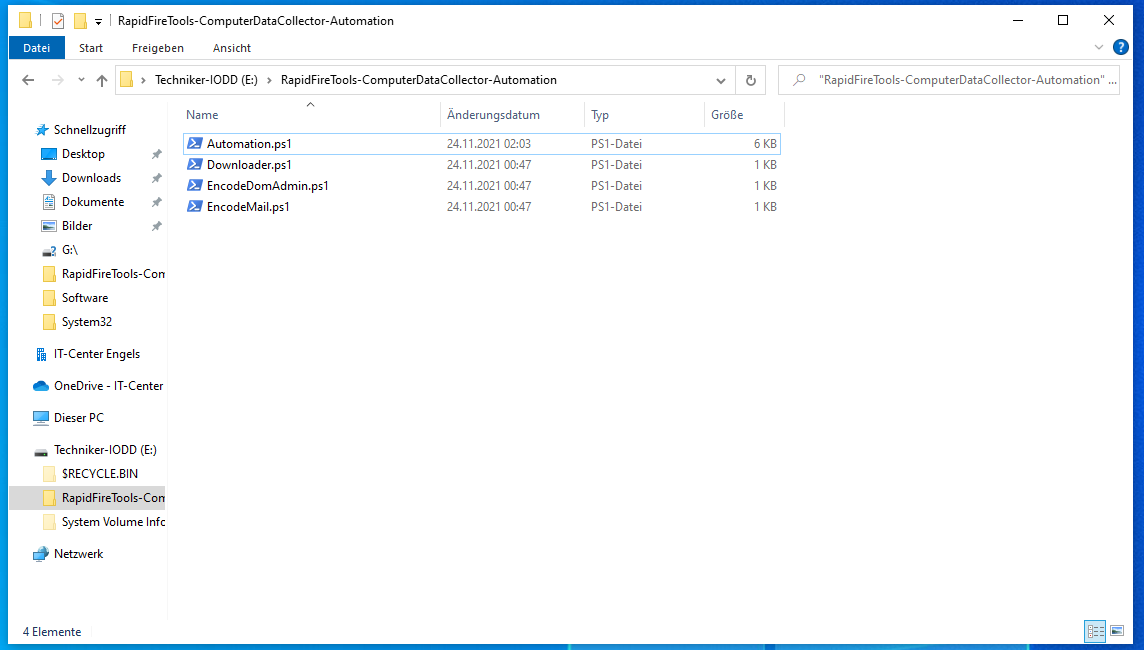 RapidFireTools-ComputerDataCollector-Automation
Datei Start Freigeben Ansicht
Techniker-IODD (E:) RapidFireTools-ComputerDataCollector-Automation "RapidFireTools-ComputerDataCollector-Automation" ...
Name Änderungsdatum Typ Größe
Automation.ps1 24.11.2021 02:03 PS1-Datei 6 KB
Downloader.ps1 24.11.2021 00:47 PS1-Datei 1 KB
EncodeDomAdmin.ps1 24.11.2021 00:47 PS1-Datei 1 KB
EncodeMail.ps1 24.11.2021 00:47 PS1-Datei 1 KB
Schnellzugriff
Desktop
Downloads
Dokumente
Bilder
G:\
RapidFireTools-Com
Software
System32
IT-Center Engels
OneDrive - IT-Center
Dieser PC
Techniker-IODD (E:)
$RECYCLE.BIN
RapidFireTools-Com
System Volume Info
Netzwerk
4 Elemente